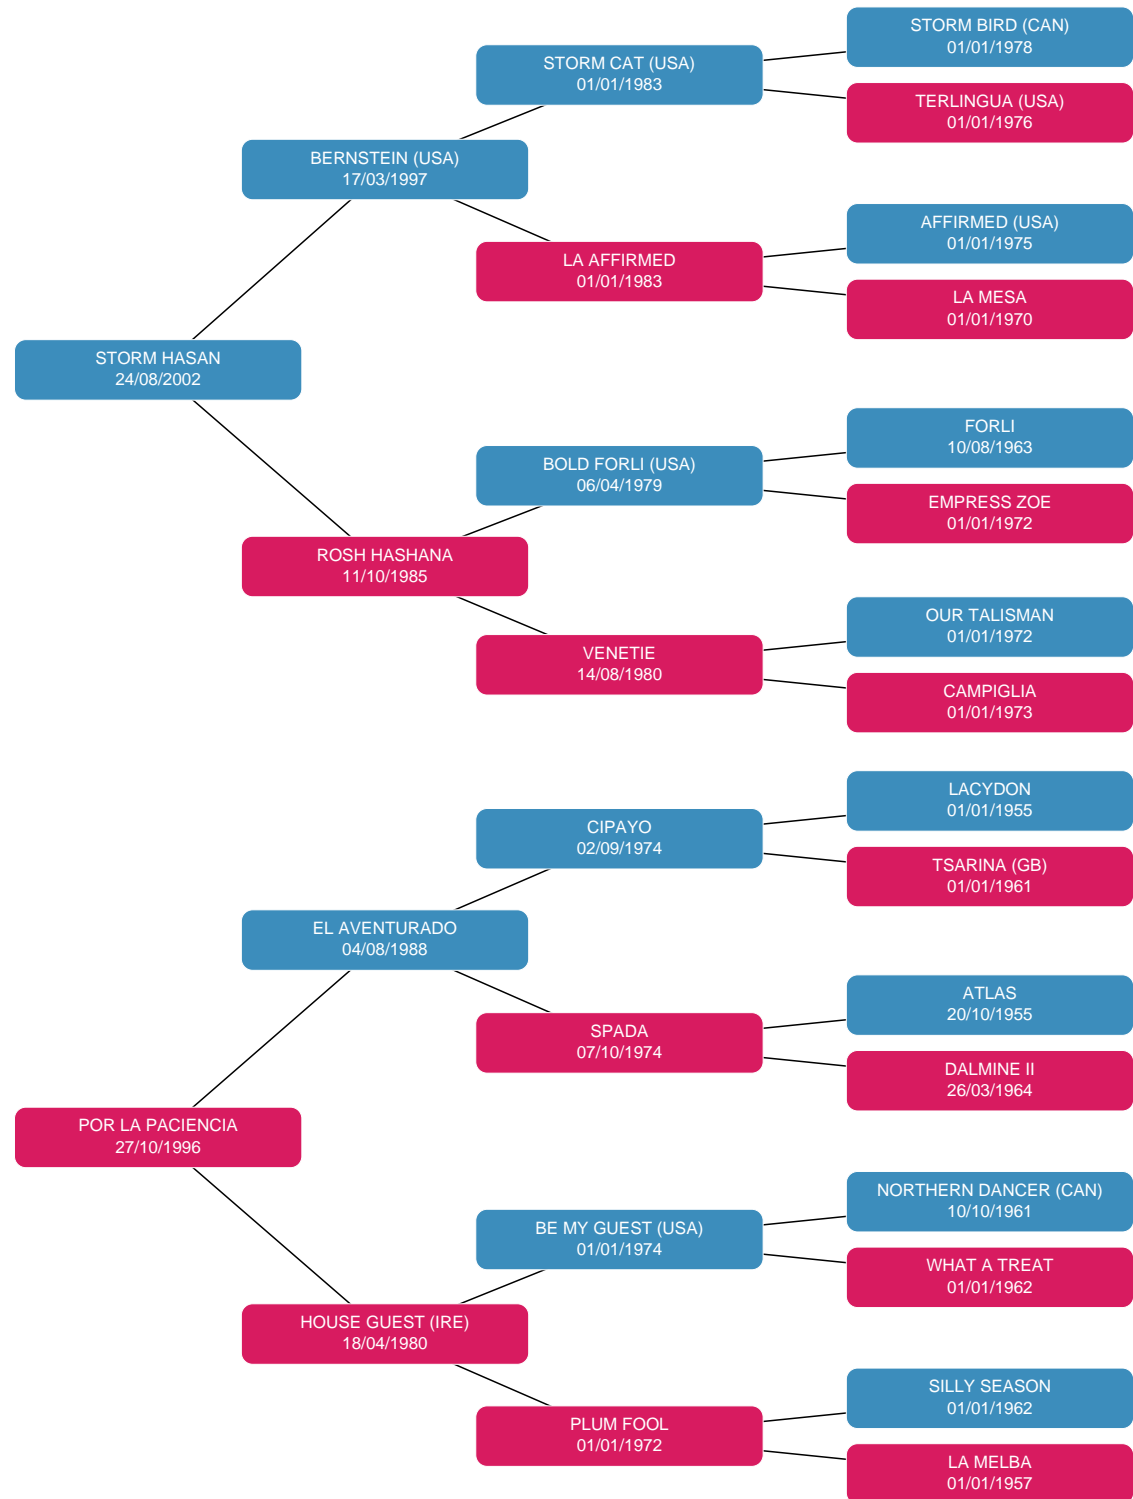 STORM BIRD (CAN)
01/01/1978
STORM CAT (USA)
01/01/1983
TERLINGUA (USA)
01/01/1976
BERNSTEIN (USA)
17/03/1997
AFFIRMED (USA)
01/01/1975
LA AFFIRMED
01/01/1983
LA MESA
01/01/1970
STORM HASAN
24/08/2002
FORLI
10/08/1963
BOLD FORLI (USA)
06/04/1979
EMPRESS ZOE
01/01/1972
ROSH HASHANA
11/10/1985
OUR TALISMAN
01/01/1972
VENETIE
14/08/1980
CAMPIGLIA
01/01/1973
LACYDON
01/01/1955
CIPAYO
02/09/1974
TSARINA (GB)
01/01/1961
EL AVENTURADO
04/08/1988
ATLAS
20/10/1955
SPADA
07/10/1974
DALMINE II
26/03/1964
POR LA PACIENCIA
27/10/1996
NORTHERN DANCER (CAN)
10/10/1961
BE MY GUEST (USA)
01/01/1974
WHAT A TREAT
01/01/1962
HOUSE GUEST (IRE)
18/04/1980
SILLY SEASON
01/01/1962
PLUM FOOL
01/01/1972
LA MELBA
01/01/1957